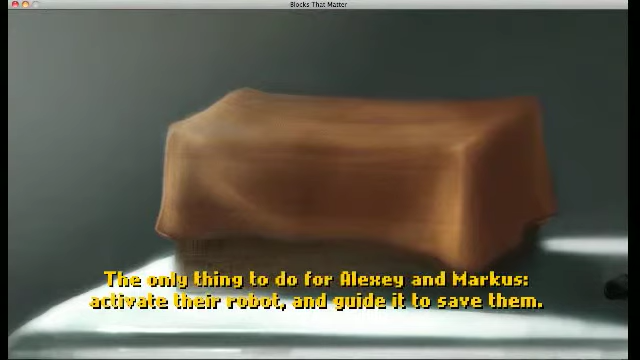 Blocks That Matter
The only thing to do for Alexey and Markus:
activate their robot, and guide it to save them.